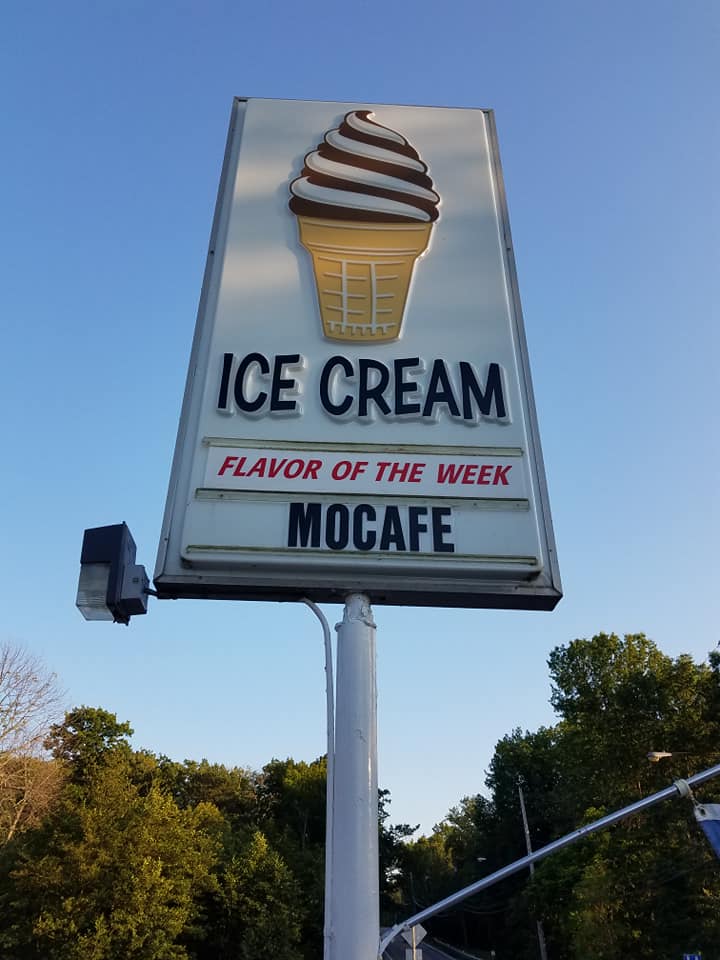 ICE CREAM
FLAVOR OF THE WEEK
MOCAFE